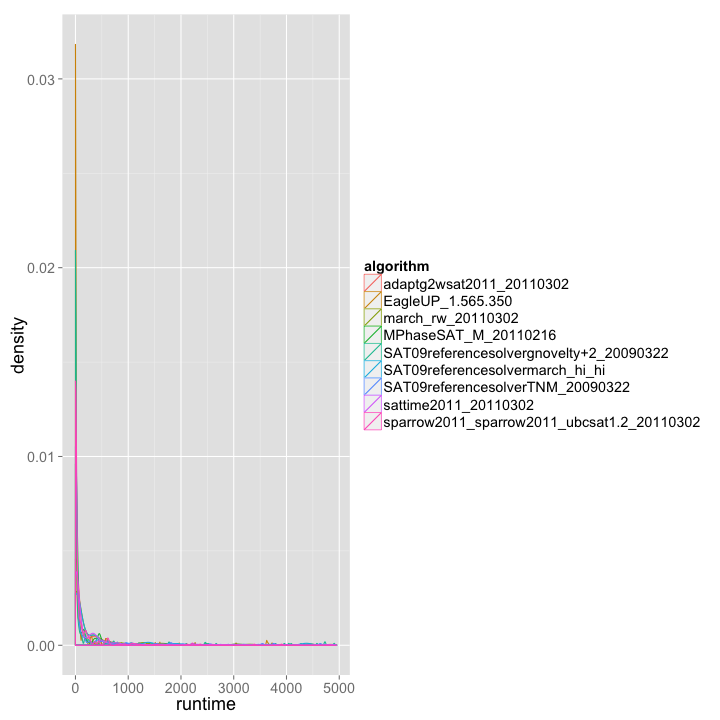 0.03
0.02
0.01
0.00
density
0 1000 2000 3000 4000 5000
runtime
algorithm
adaptg2wsat2011_20110302
EagleUP_1.565.350
march_rw_20110302
MPhaseSAT_M_20110216
SAT09referencesolvergnovelty+2_20090322
SAT09referencesolvermarch_hi_hi
SAT09referencesolverTNM_20090322
sattime2011_20110302
sparrow2011_sparrow2011_ubcsat1.2_20110302